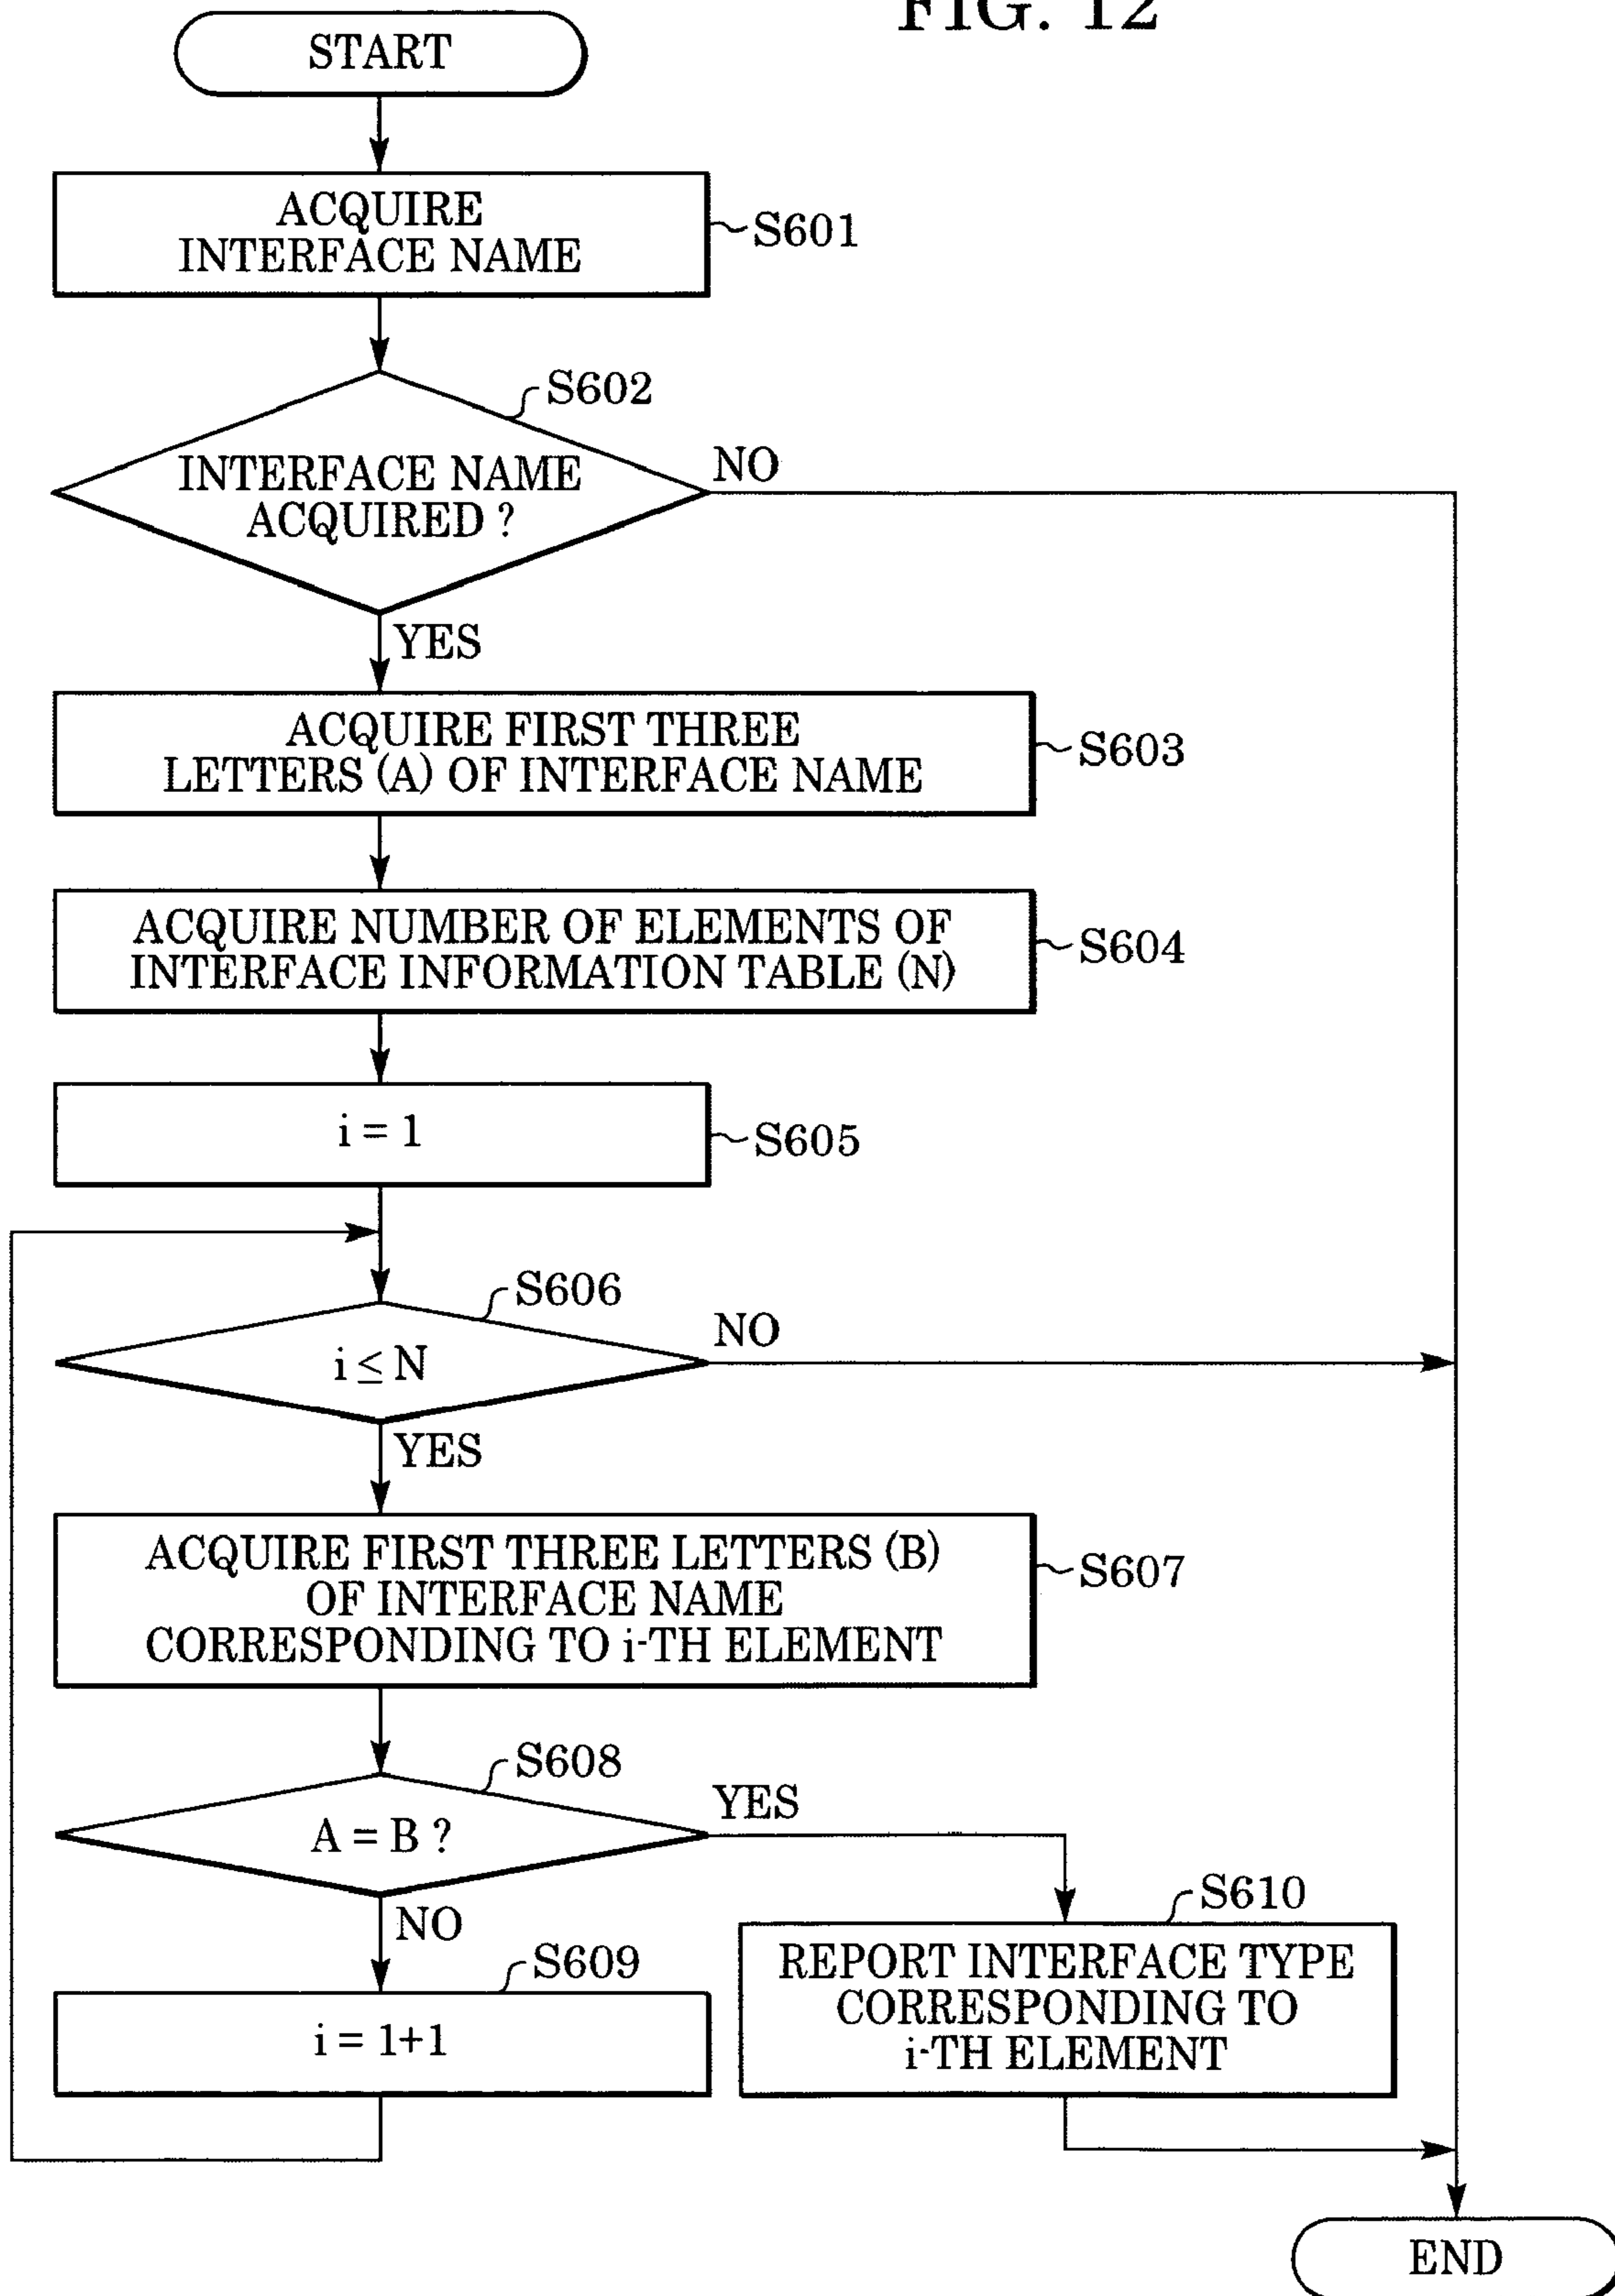 FIG. 12
START
ACQUIRE
INTERFACE NAME
S601
S602
INTERFACE NAME
ACQUIRED ?
NO
YES
ACQUIRE FIRST THREE
LETTERS (A) OF INTERFACE NAME
S603
ACQUIRE NUMBER OF ELEMENTS OF
INTERFACE INFORMATION TABLE (N)
S604
i = 1
S605
S606
i ≤ N
NO
YES
ACQUIRE FIRST THREE LETTERS (B)
OF INTERFACE NAME
CORRESPONDING TO i-TH ELEMENT
S607
S608
A = B ?
YES
NO
S609
i = 1+1
S610
REPORT INTERFACE TYPE
CORRESPONDING TO
i-TH ELEMENT
END